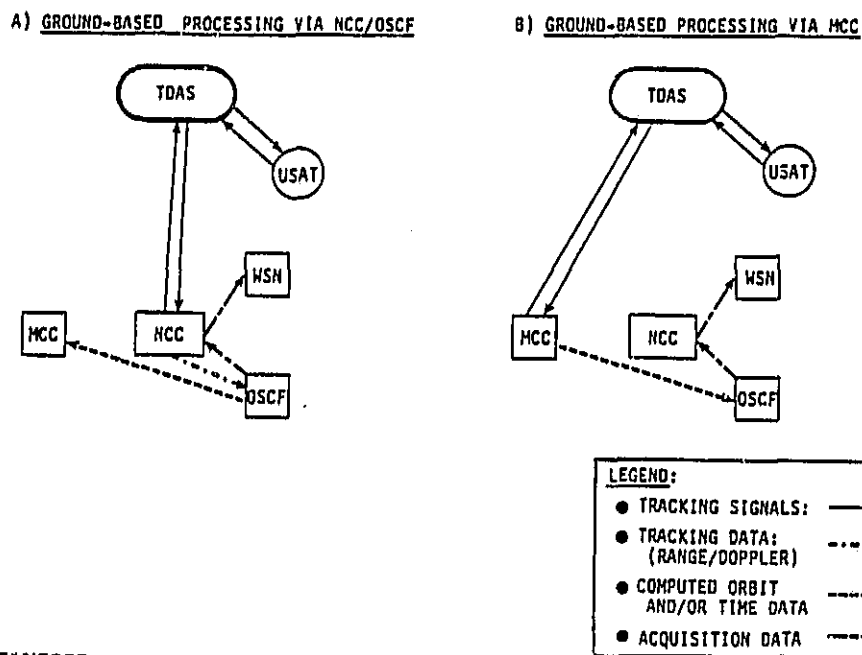 A) GROUND-BASED PROCESSING VIA NCC/OSCF
TDAS
USAT
WSN
MCC
NCC
OSCF
B) GROUND-BASED PROCESSING VIA MCC
TDAS
USAT
WSN
MCC
NCC
OSCF
LEGEND:
● TRACKING SIGNALS:
● TRACKING DATA:
(RANGE/DOPPLER)
● COMPUTED ORBIT
AND/OR TIME DATA
● ACQUISITION DATA